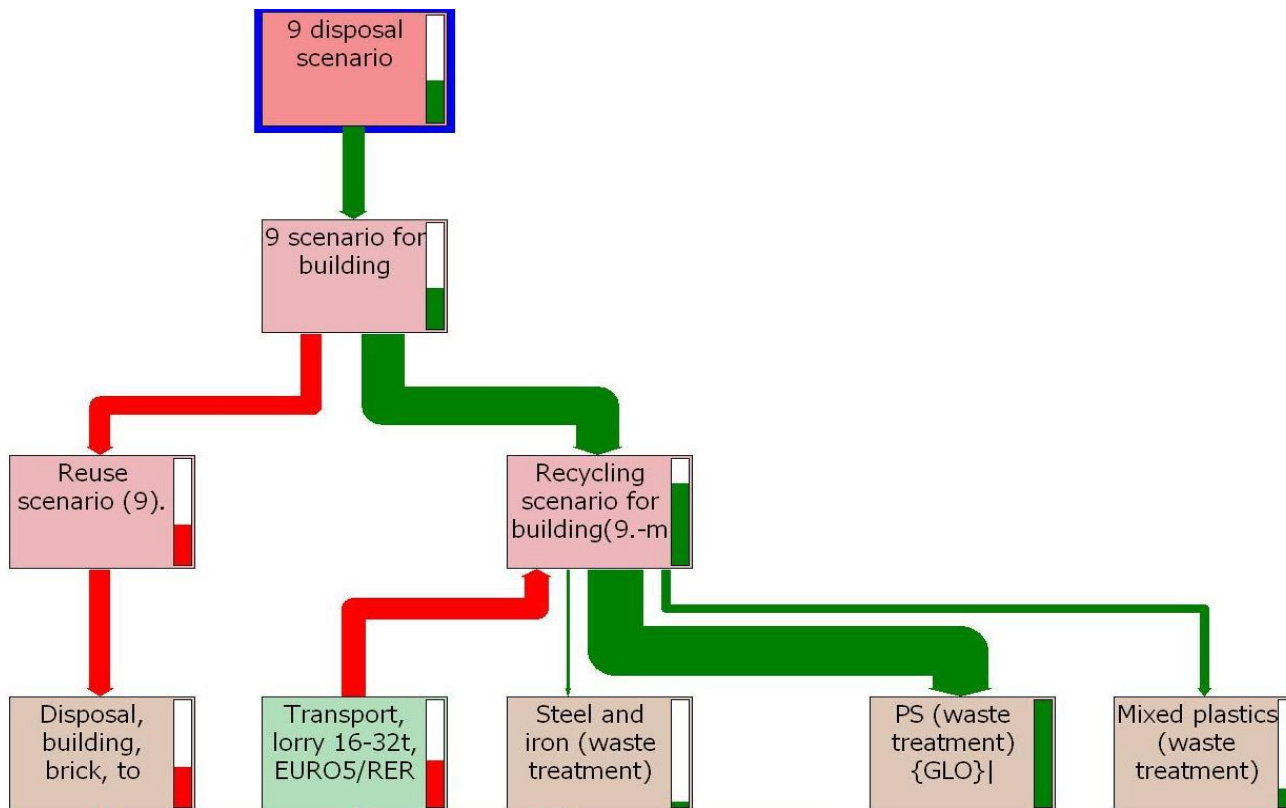 9 disposal
scenario
9 scenario for
building
Reuse
scenario (9).
Recycling
scenario for
building(9.-m
Disposal,
building,
brick, to
Transport,
lorry 16-32t,
EURO5/RER
Steel and
iron (waste
treatment)
PS (waste
treatment)
{GLO}|
Mixed plastics
(waste
treatment)